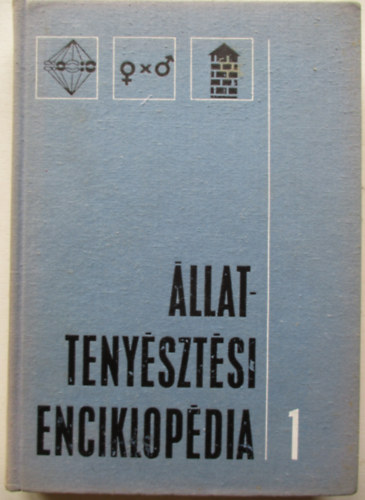 ♀×♂
ÁLLAT-
TENYÉSZTÉSI
ENCIKLOPÉDIA 1